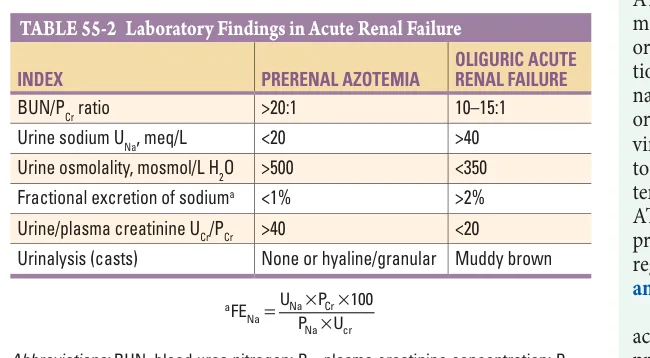 TABLE 55-2 Laboratory Findings in Acute Renal Failure
INDEX PRERENAL AZOTEMIA OLIGURIC ACUTE
RENAL FAILURE
BUN/PCr ratio >20:1 10–15:1
Urine sodium UNa, meq/L <20 >40
Urine osmolality, mosmol/L H2O >500 <350
Fractional excretion of sodiumª <1% >2%
Urine/plasma creatinine UCr/PCr >40 <20
Urinalysis (casts) None or hyaline/granular Muddy brown
ªFENa = UNa × PCr × 100
PNa × Ucr